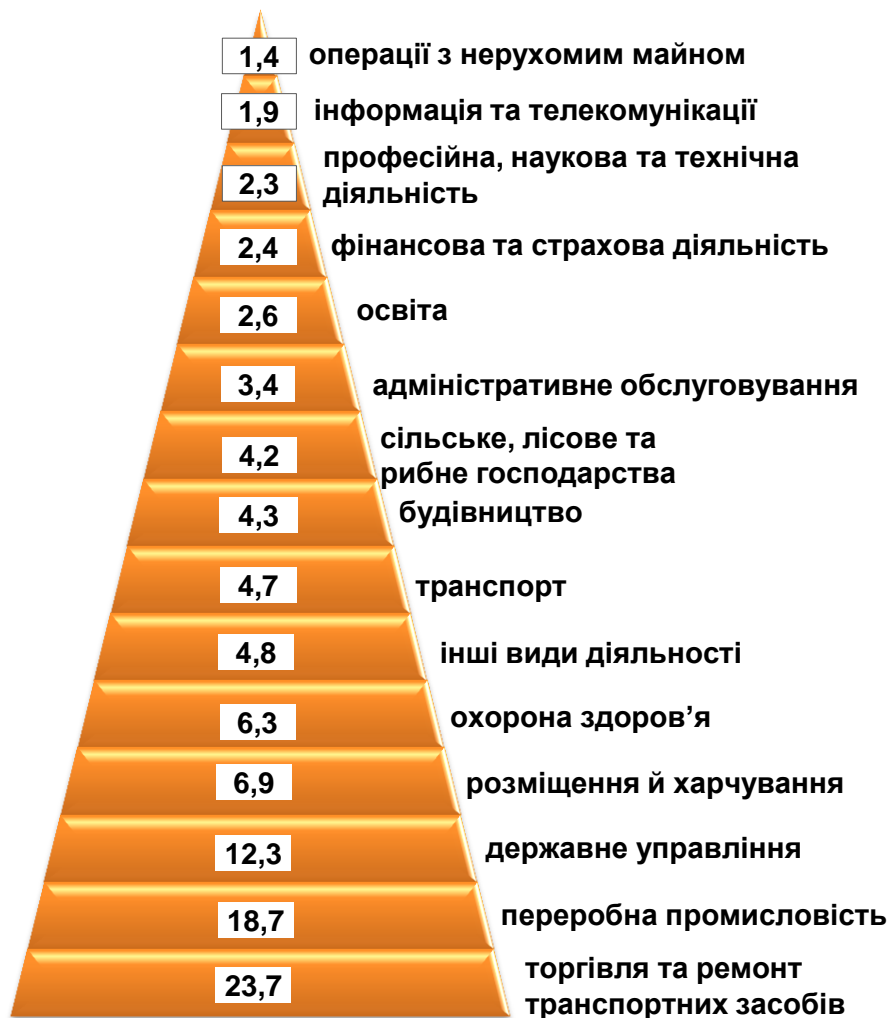 1,4 операції з нерухомим майном
1,9 інформація та телекомунікації
професійна, наукова та технічна
2,3 діяльність
2,4 фінансова та страхова діяльність
2,6 освіта
3,4 адміністративне обслуговування
сільське, лісове та
4,2 рибне господарства
4,3 будівництво
4,7 транспорт
4,8 інші види діяльності
6,3 охорона здоров’я
6,9 розміщення й харчування
12,3 державне управління
18,7 переробна промисловість
торгівля та ремонт
23,7 транспортних засобів